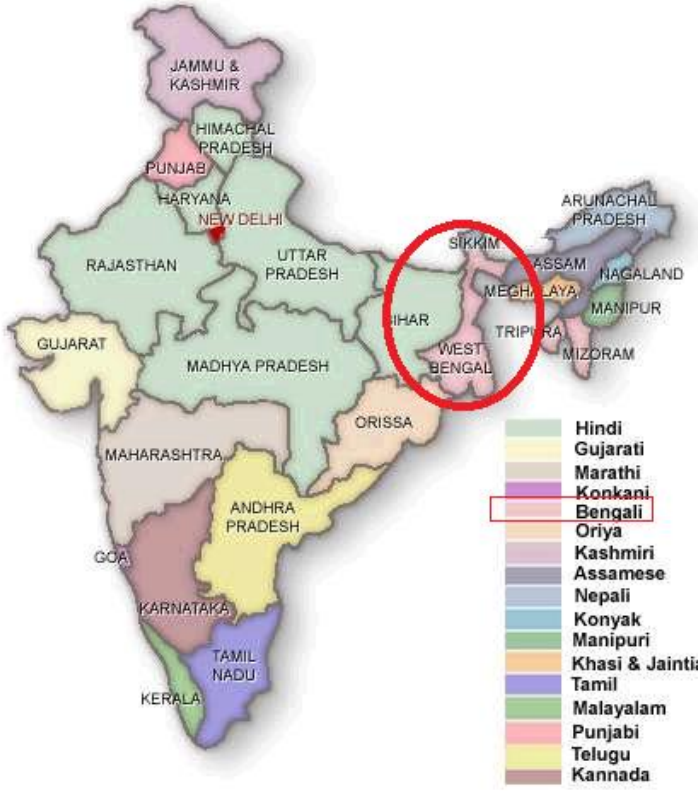 JAMMU &
KASHMIR
HIMACHAL
PRADESH
PUNJAB
HARYANA
NEW DELHI
RAJASTHAN
UTTAR
PRADESH
SIKKIM
ARUNACHAL
PRADESH
ASSAM
NAGALAND
MEGHALAYA
MANIPUR
TRIPURA
MIZORAM
IHAR
WEST
BENGAL
GUJARAT
MADHYA PRADESH
ORISSA
MAHARASHTRA
ANDHRA
PRADESH
GOA
KARNATAKA
TAMIL
NADU
KERALA
Hindi
Gujarati
Marathi
Konkani
Bengali
Oriya
Kashmiri
Assamese
Nepali
Konyak
Manipuri
Khasi & Jaintia
Tamil
Malayalam
Punjabi
Telugu
Kannada